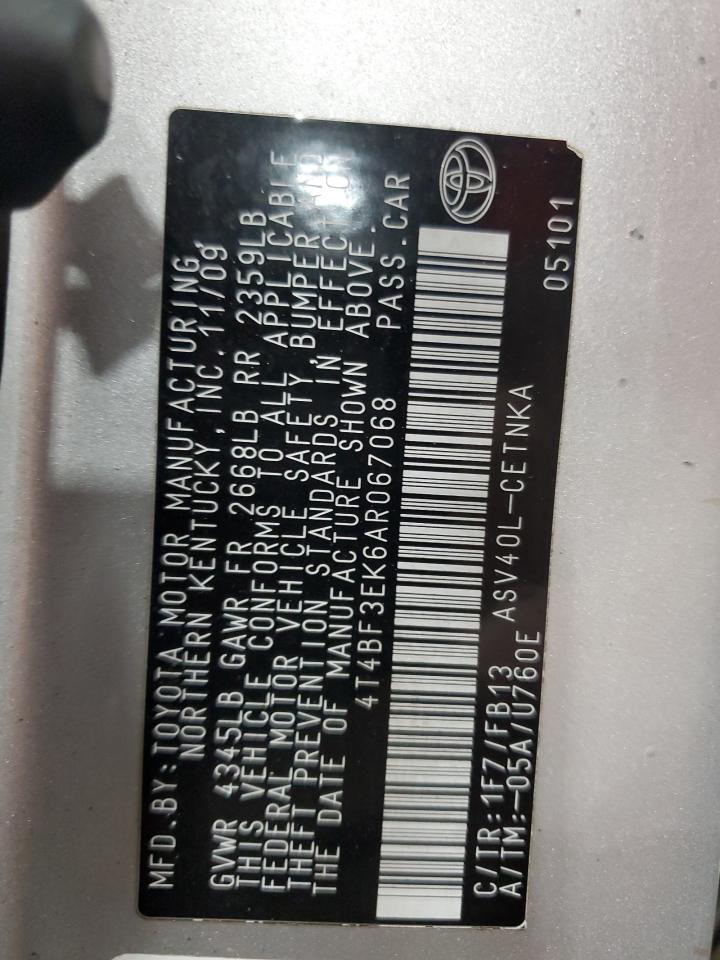 MFD.BY:TOYOTA MOTOR MANUFACTURING,
NORTHERN KENTUCKY,INC. 11/09
GVWR 4345LB GAWR FR 2668LB RR 2359LB
THIS VEHICLE CONFORMS TO ALL APPLICABLE
FEDERAL MOTOR VEHICLE SAFETY,BUMPER,AND
THEFT PREVENTION STANDARDS IN EFFECT ON
THE DATE OF MANUFACTURE SHOWN ABOVE.
4T4BF3EK6AR067068 PASS.CAR
C/TR:1F7/FB13 ASV40L-CETNKA
A/TM:-05A/U760E 05101